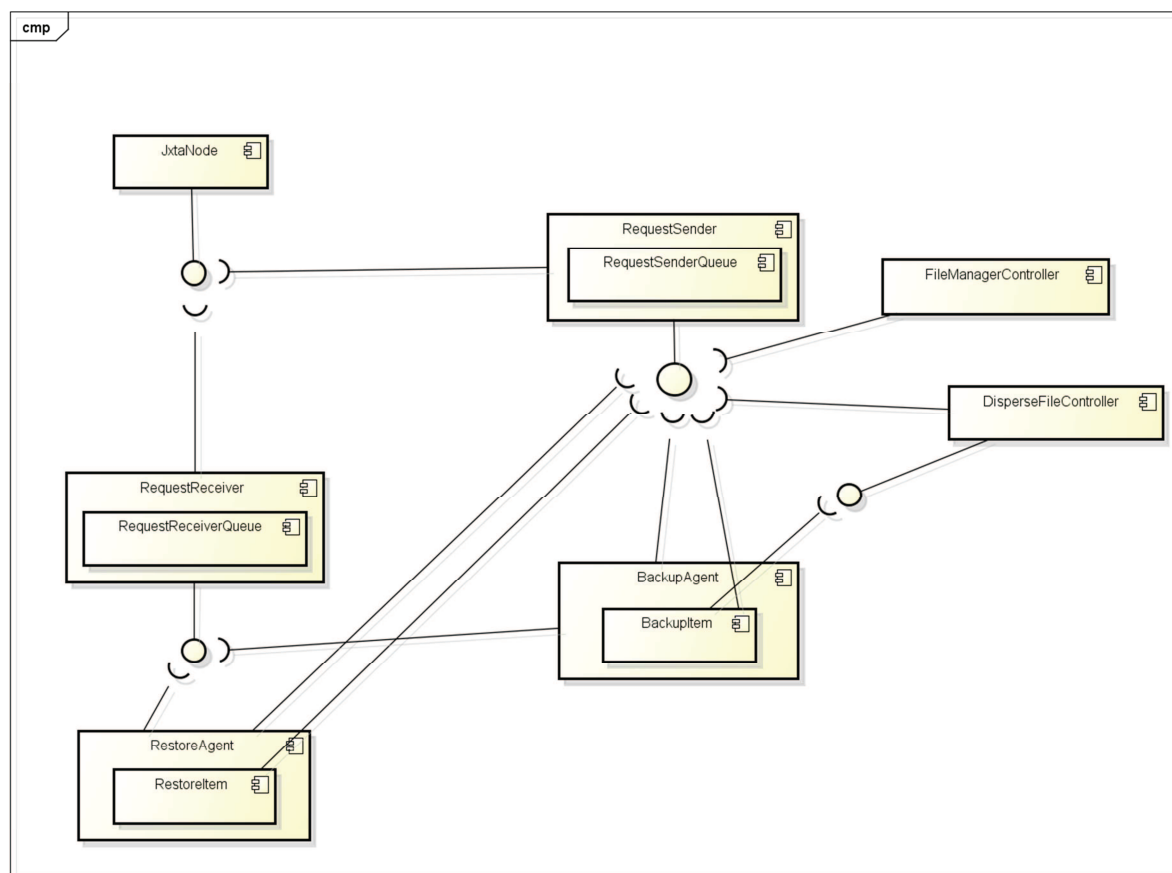 cmp
JxtaNode
RequestSender
RequestSenderQueue
FileManagerController
DisperseFileController
RequestReceiver
RequestReceiverQueue
BackupAgent
BackupItem
RestoreAgent
RestoreItem